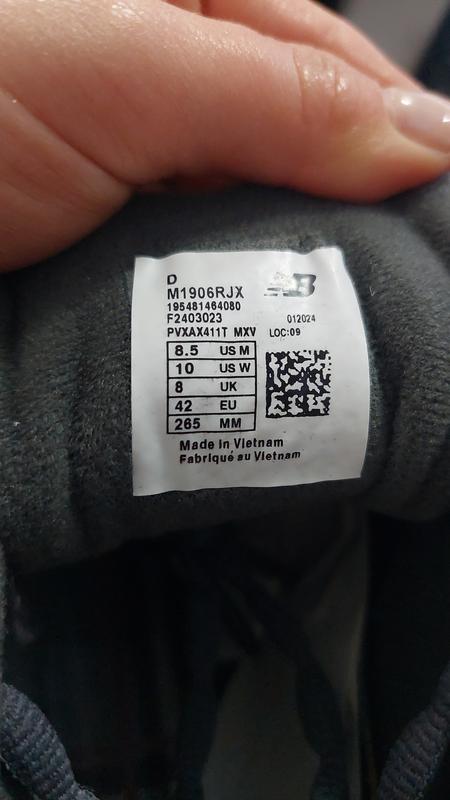 D
M1906RJX
195481464080
F2403023 012024
PVXAX411T MXV LOC:09
8.5 US M
10 US W
8 UK
42 EU
265 MM
Made in Vietnam
Fabriqué au Vietnam